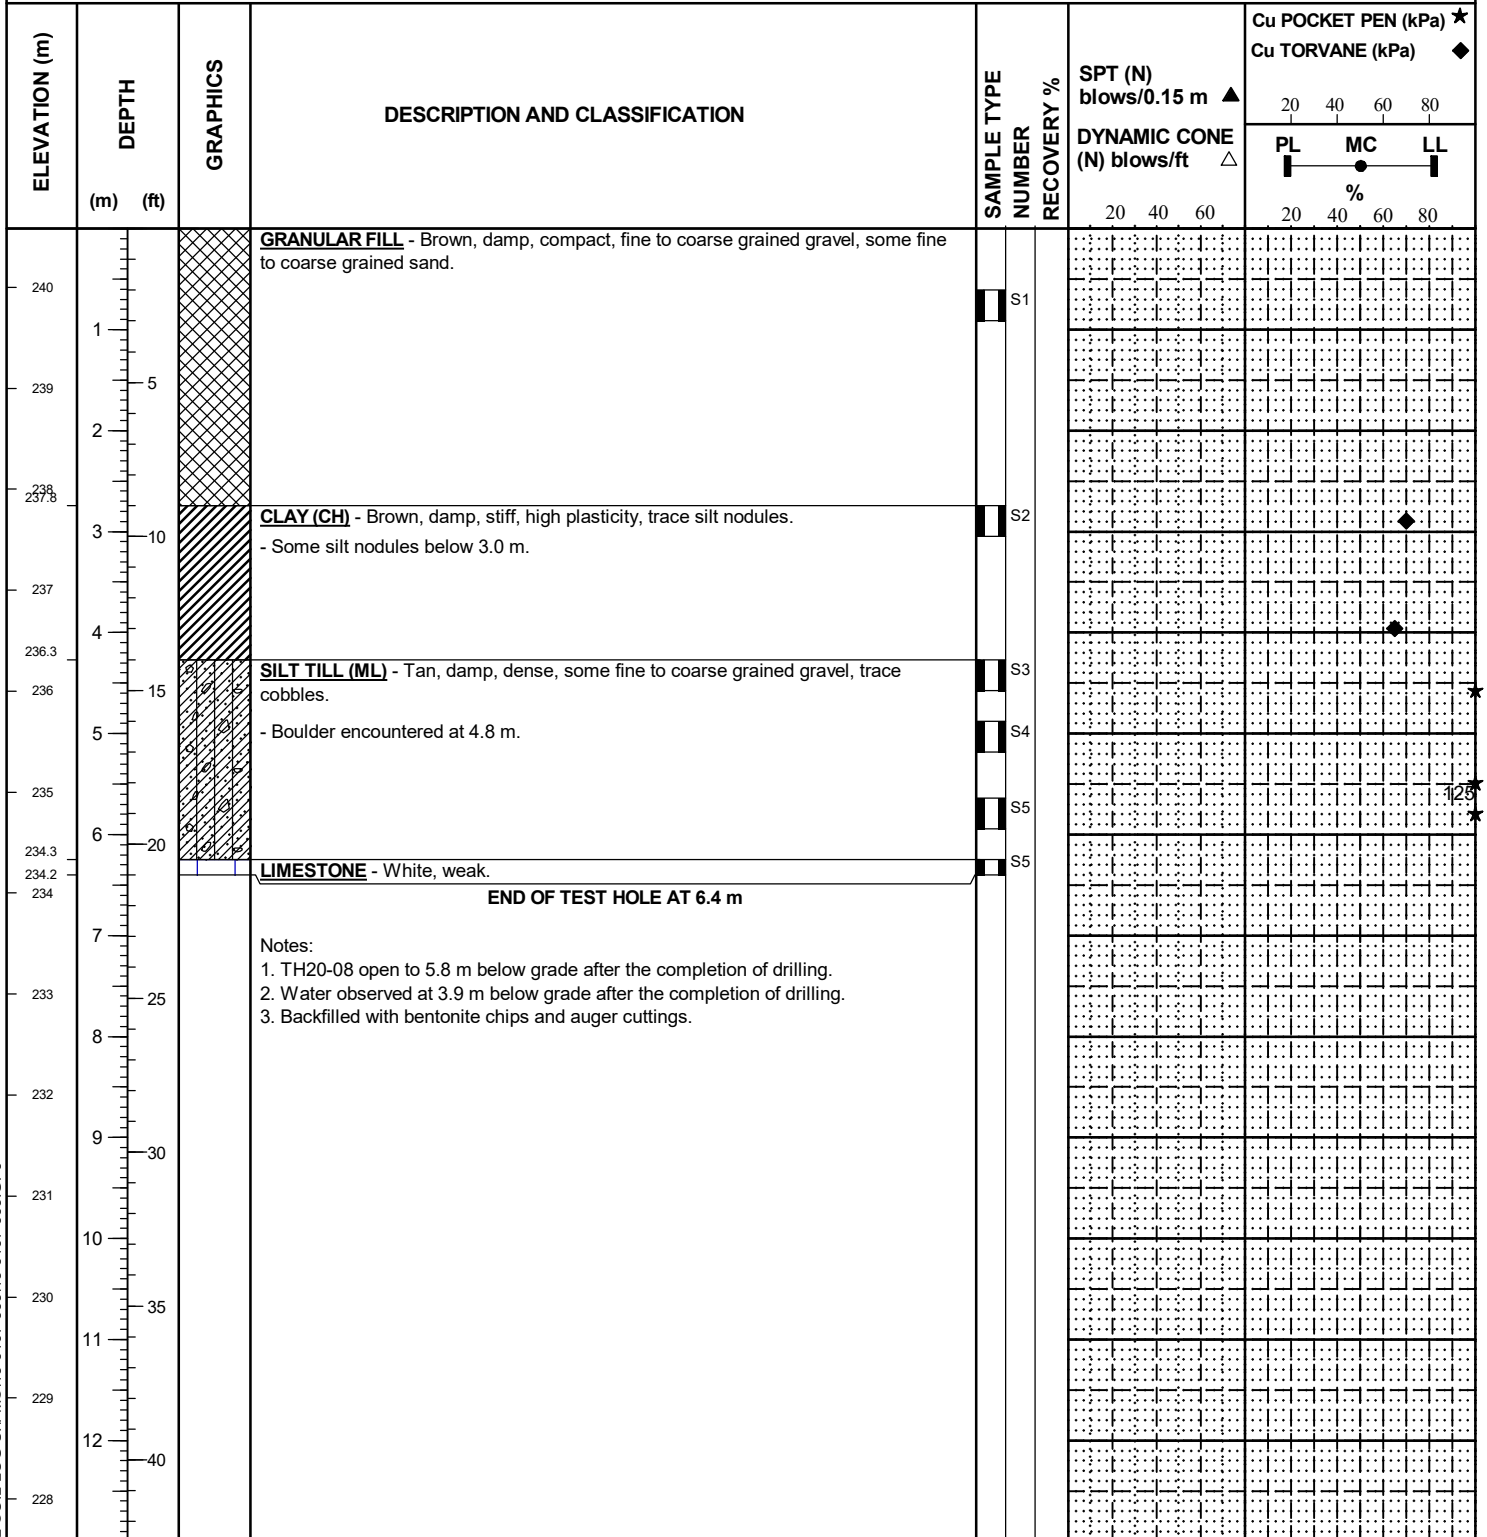 Cu POCKET PEN (kPa)
Cu TORVANE (kPa)
20 40 60 80
ELEVATION (m)
DEPTH
(m) (ft)
GRAPHICS
DESCRIPTION AND CLASSIFICATION
SAMPLE TYPE
NUMBER
RECOVERY %
SPT (N)
blows/0.15 m
DYNAMIC CONE
(N) blows/ft
20 40 60
PL MC LL
%
20 40 60 80
GRANULAR FILL - Brown, damp, compact, fine to coarse grained gravel, some fine
to coarse grained sand.
240
S1
1
5
239
2
238
237.8
CLAY (CH) - Brown, damp, stiff, high plasticity, trace silt nodules.
S2
3
10
- Some silt nodules below 3.0 m.
237
4
236.3
SILT TILL (ML) - Tan, damp, dense, some fine to coarse grained gravel, trace
cobbles.
S3
236
15
- Boulder encountered at 4.8 m.
S4
5
235
125
S5
6
20
234.3
LIMESTONE - White, weak.
S5
234.2
234
END OF TEST HOLE AT 6.4 m
7
Notes:
1. TH20-08 open to 5.8 m below grade after the completion of drilling.
2. Water observed at 3.9 m below grade after the completion of drilling.
3. Backfilled with bentonite chips and auger cuttings.
233
25
8
232
9
30
231
10
230
35
11
229
12
40
228